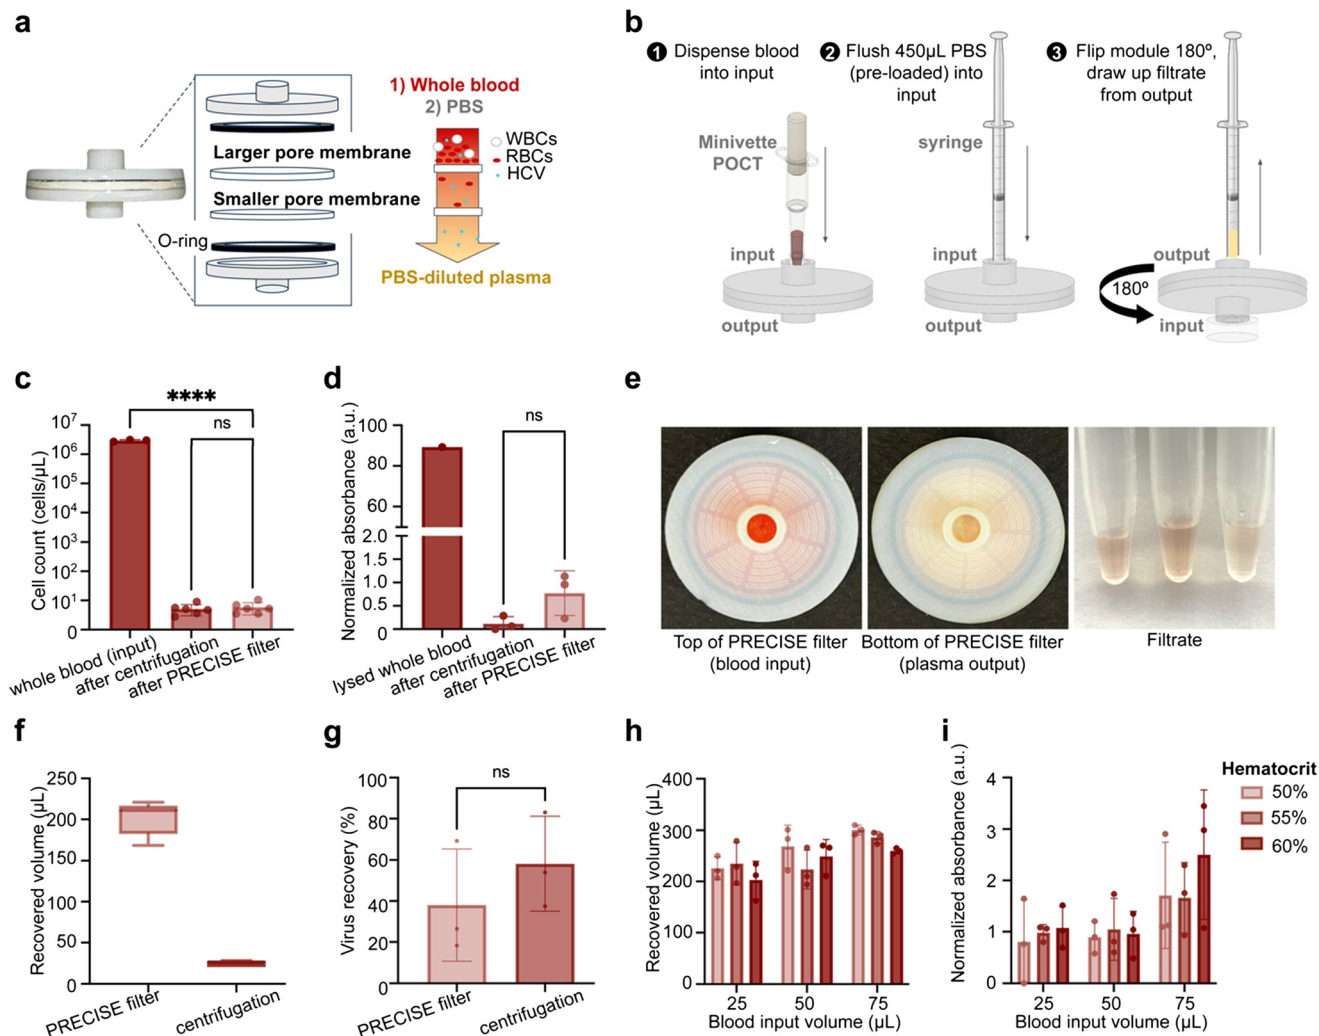 a
1) Whole blood
2) PBS
WBCs
RBCs
HCV
Larger pore membrane
Smaller pore membrane
O-ring
PBS-diluted plasma
b
1 Dispense blood
into input
2 Flush 450µL PBS
(pre-loaded) into
input
3 Flip module 180º,
draw up filtrate
from output
Minivette
POCT
syringe
input
input
output
output
output
180º
input
c
****
ns
Cell count (cells/µL)
10⁷
10⁶
10⁵
10⁴
10³
10²
10¹
0
whole blood (input)
after centrifugation
after PRECISE filter
d
ns
Normalized absorbance (a.u.)
100
80
60
2.0
1.5
1.0
0.5
0
lysed whole blood
after centrifugation
after PRECISE filter
e
Top of PRECISE filter
(blood input)
Bottom of PRECISE filter
(plasma output)
Filtrate
f
Recovered volume (µL)
250
200
150
100
50
0
PRECISE filter
centrifugation
g
ns
Virus recovery (%)
100
80
60
40
20
0
PRECISE filter
centrifugation
h
Recovered volume (µL)
400
300
200
100
0
25
50
75
Blood input volume (µL)
i
Normalized absorbance (a.u.)
4
3
2
1
0
25
50
75
Blood input volume (µL)
Hematocrit
50%
55%
60%